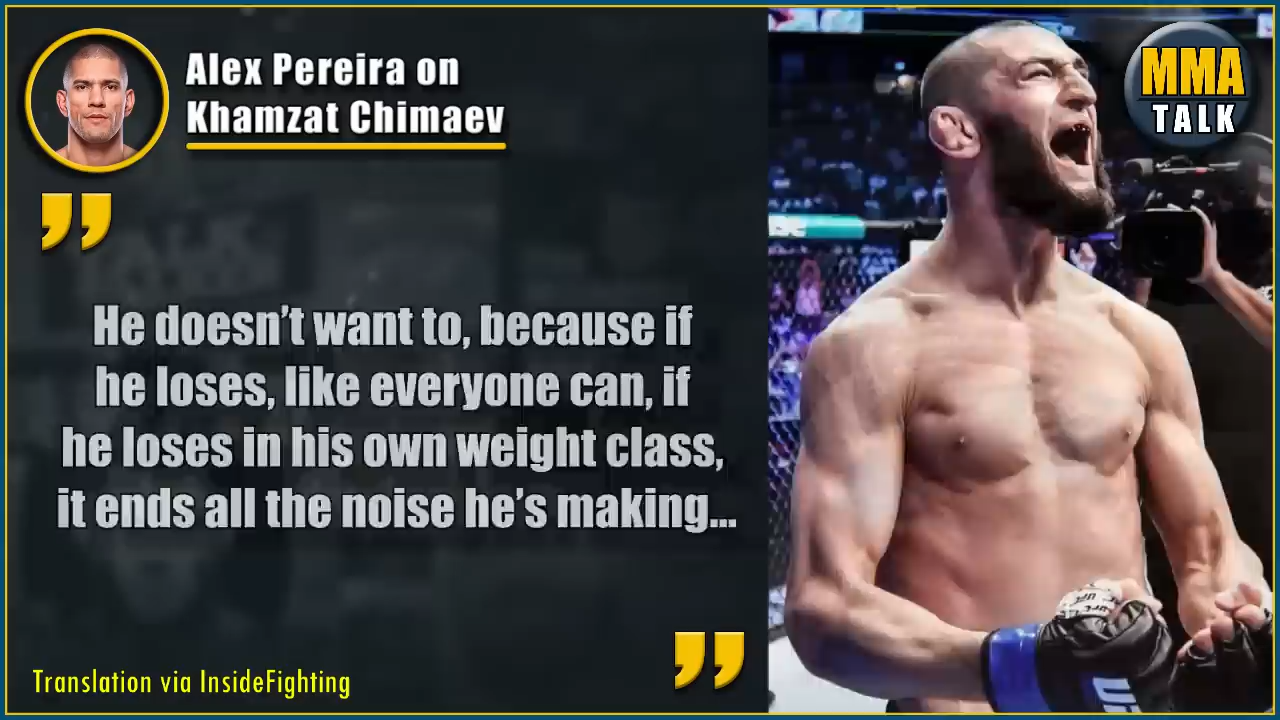 Alex Pereira on
Khamzat Chimaev
MMA
TALK
”
He doesn’t want to, because if
he loses, like everyone can, if
he loses in his own weight class,
it ends all the noise he’s making...
”
Translation via InsideFighting
UFC